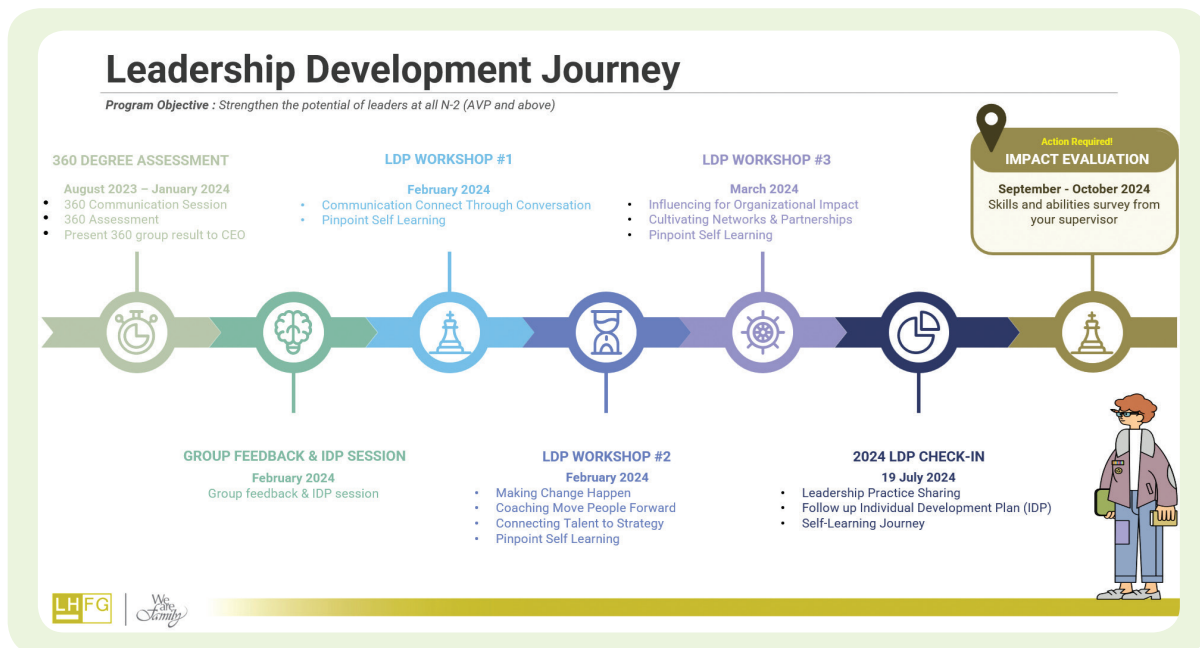 Leadership Development Journey
Program Objective : Strengthen the potential of leaders at all N-2 (AVP and above)
360 DEGREE ASSESSMENT
August 2023 – January 2024
• 360 Communication Session
• 360 Assessment
• Present 360 group result to CEO
LDP WORKSHOP #1
February 2024
• Communication Connect Through Conversation
• Pinpoint Self Learning
LDP WORKSHOP #3
March 2024
• Influencing for Organizational Impact
• Cultivating Networks & Partnerships
• Pinpoint Self Learning
Action Required!
IMPACT EVALUATION
September - October 2024
Skills and abilities survey from
your supervisor
GROUP FEEDBACK & IDP SESSION
February 2024
Group feedback & IDP session
LDP WORKSHOP #2
February 2024
• Making Change Happen
• Coaching Move People Forward
• Connecting Talent to Strategy
• Pinpoint Self Learning
2024 LDP CHECK-IN
19 July 2024
• Leadership Practice Sharing
• Follow up Individual Development Plan (IDP)
• Self-Learning Journey
LHFG
We
are
Family